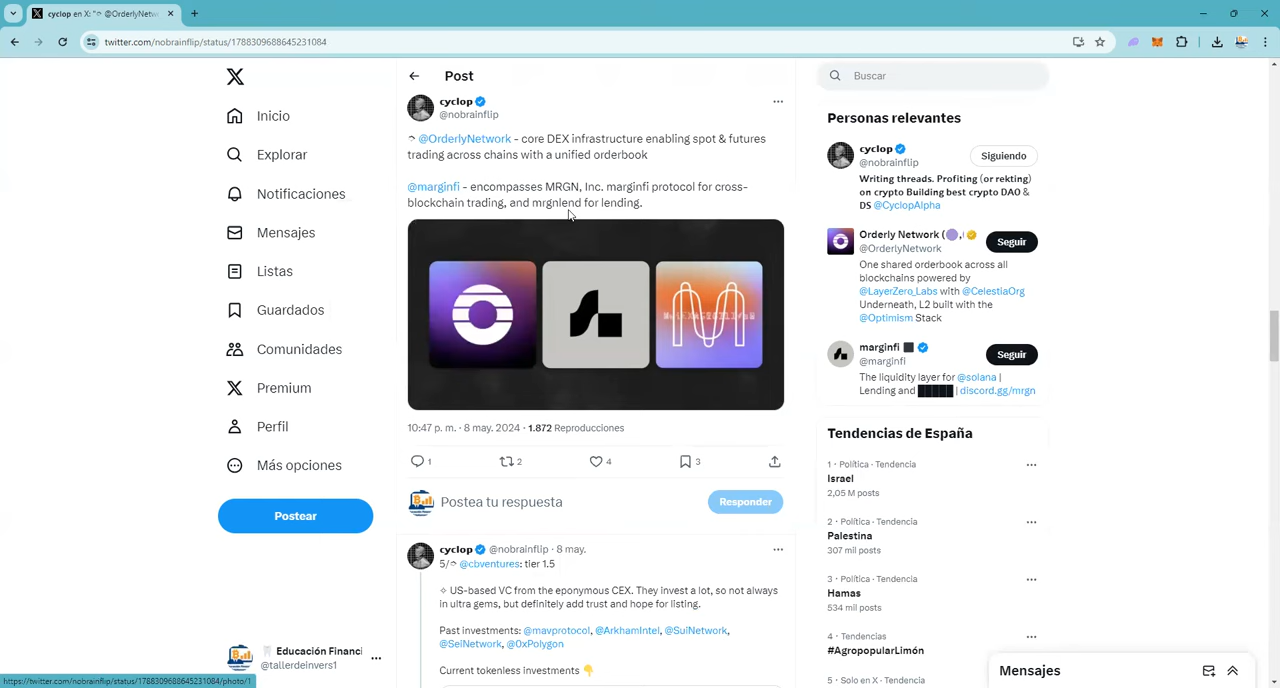 cyclop en X: "⌃ @OrderlyNetw
twitter.com/nobrainflip/status/1788309688645231084
Inicio
Explorar
Notificaciones
Mensajes
Listas
Guardados
Comunidades
Premium
Perfil
Más opciones
Postear
Educación Financi
@tallerdeinvers1
https://twitter.com/nobrainflip/status/1788309688645231084/photo/1
Post
cyclop
@nobrainflip
@OrderlyNetwork - core DEX infrastructure enabling spot & futures
trading across chains with a unified orderbook
@marginfi - encompasses MRGN, Inc. marginfi protocol for cross-
blockchain trading, and mrgnlend for lending.
10:47 p. m. · 8 may. 2024 · 1.872 Reproducciones
1
2
4
3
Postea tu respuesta
Responder
cyclop @nobrainflip · 8 may.
5/⌃ @cbventures: tier 1.5
✧ US-based VC from the eponymous CEX. They invest a lot, so not always
in ultra gems, but definitely add trust and hope for listing.
Past investments: @mavprotocol, @ArkhamIntel, @SuiNetwork,
@SeiNetwork, @0xPolygon
Current tokenless investments 👇
Buscar
Personas relevantes
cyclop
@nobrainflip
Siguiendo
Writing threads. Profiting (or rekting)
on crypto Building best crypto DAO &
DS @CyclopAlpha
Orderly Network (🟣,
@OrderlyNetwork
Seguir
One shared orderbook across all
blockchains powered by
@LayerZero_Labs with @CelestiaOrg
Underneath, L2 built with the
@Optimism Stack
marginfi ⬛
@marginfi
Seguir
The liquidity layer for @solana |
Lending and █████ | discord.gg/mrgn
Tendencias de España
1 · Política · Tendencia
Israel
2,05 M posts
2 · Política · Tendencia
Palestina
307 mil posts
3 · Política · Tendencia
Hamas
534 mil posts
4 · Tendencias
#AgropopularLimón
5 · Solo en X · Tendencia
Mensajes